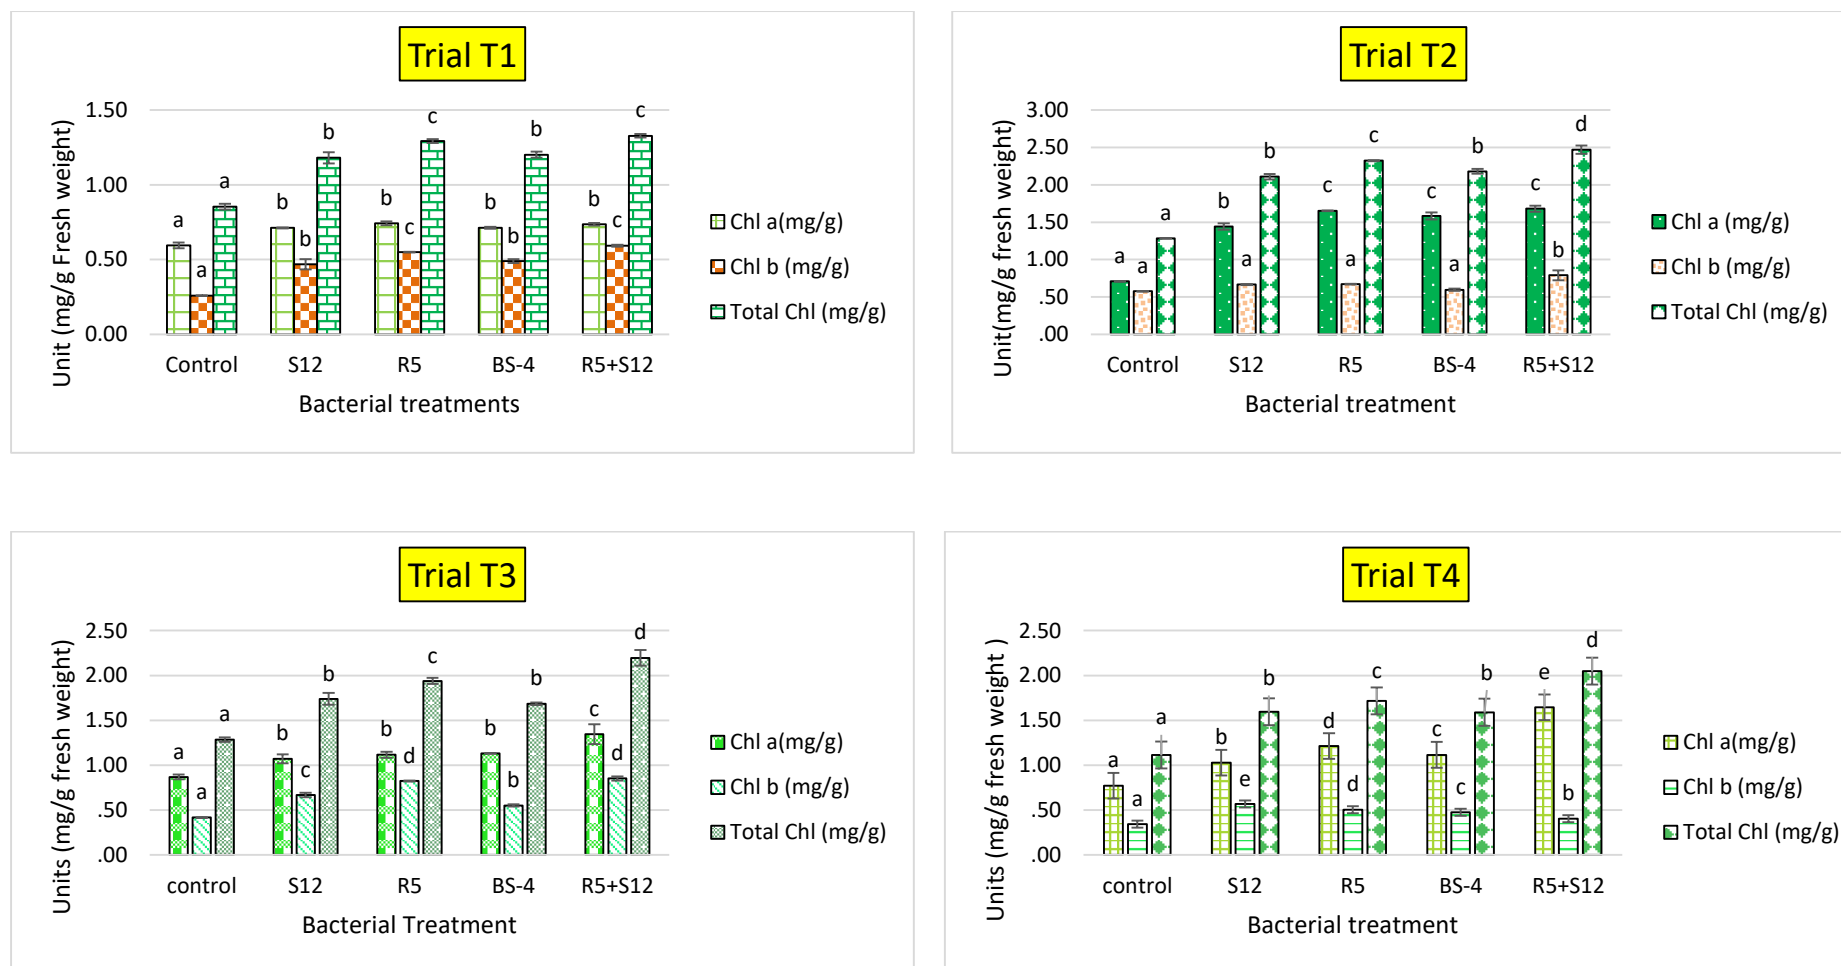 Trial T1
Unit (mg/g Fresh weight)
1.50
1.00
0.50
0.00
a a a
b b b
b c c
b b b
b c c
Control S12 R5 BS-4 R5+S12
Bacterial treatments
Chl a(mg/g)
Chl b (mg/g)
Total Chl (mg/g)
Trial T2
Unit(mg/g fresh weight)
3.00
2.50
2.00
1.50
1.00
.50
.00
a a a
b a b
c a c
c a b
c b d
Control S12 R5 BS-4 R5+S12
Bacterial treatment
Chl a (mg/g)
Chl b (mg/g)
Total Chl (mg/g)
Trial T3
Units (mg/g fresh weight)
2.50
2.00
1.50
1.00
.50
.00
a a a
b c b
b d c
b b b
c d d
control S12 R5 BS-4 R5+S12
Bacterial Treatment
Chl a(mg/g)
Chl b (mg/g)
Total Chl (mg/g)
Trial T4
Units (mg/g fresh weight )
2.50
2.00
1.50
1.00
.50
.00
a a a
b e b
d d c
c c b
e b d
control S12 R5 BS-4 R5+S12
Bacterial treatment
Chl a(mg/g)
Chl b (mg/g)
Total Chl (mg/g)